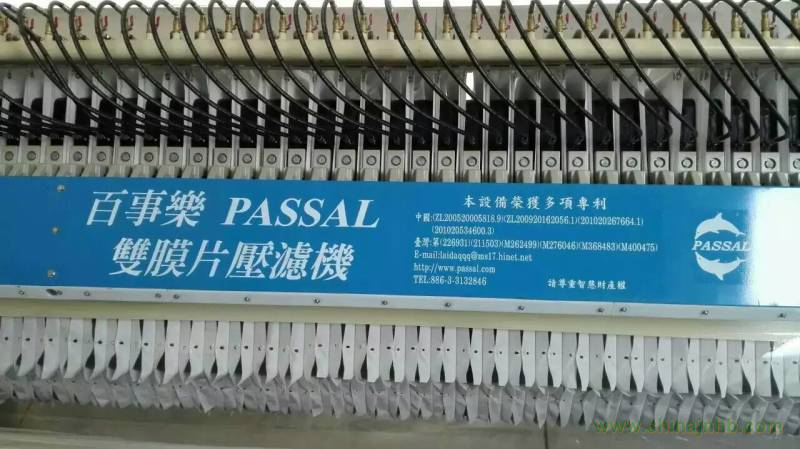 百事樂 PASSAL
雙膜片壓濾機
本設備榮獲多項專利
中國:(ZL200520005818.9)(ZL200920162056.1)(201020267664.1)
(201020534600.3)
臺灣:第(226931)(211503)(M262499)(M276046)(M368483)(M400475)
E-mail:laidaqqq@ms17.hinet.net
http://www.passal.com
TEL:886-3-3132846
請尊重智慧財產權
PASSAL